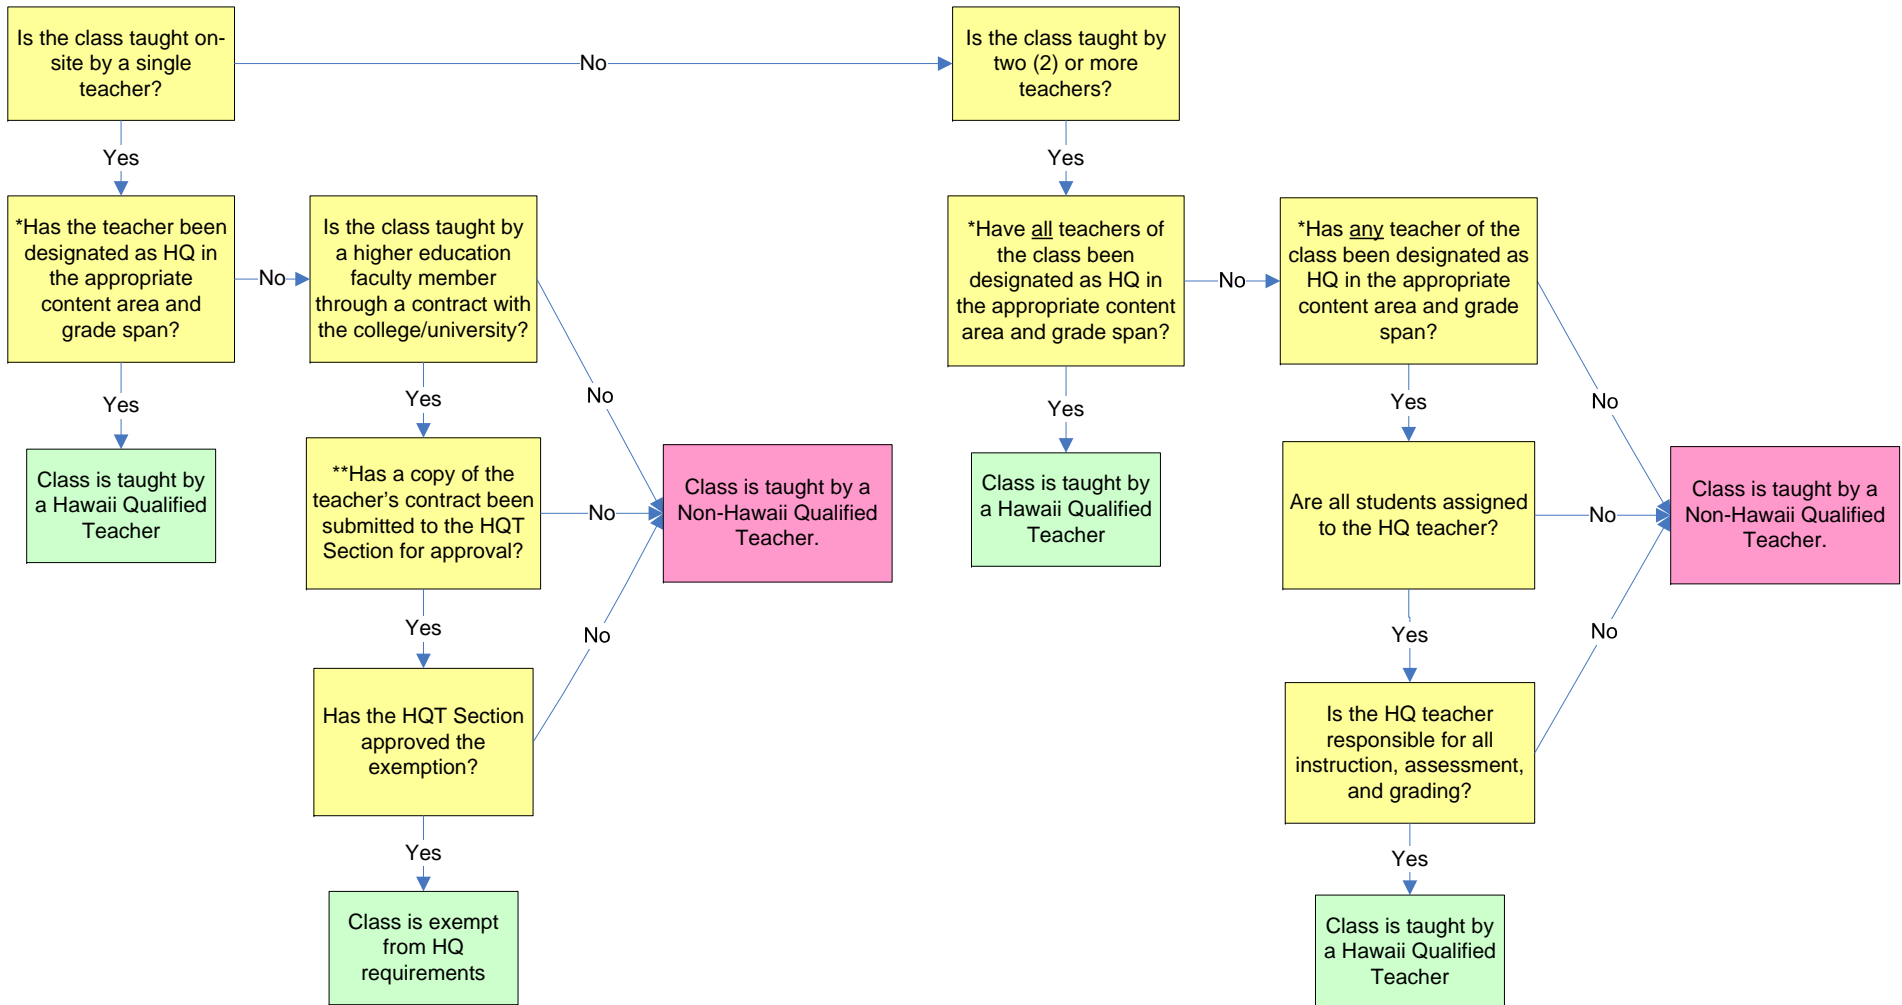 Is the class taught on-
site by a single
teacher?
No
Is the class taught by
two (2) or more
teachers?
Yes
Yes
*Has the teacher been
designated as HQ in
the appropriate
content area and
grade span?
No
Is the class taught by
a higher education
faculty member
through a contract with
the college/university?
*Have all teachers of
the class been
designated as HQ in
the appropriate content
area and grade span?
No
*Has any teacher of the
class been designated as
HQ in the appropriate
content area and grade
span?
Yes
Yes
No
Yes
Yes
No
Class is taught by
a Hawaii Qualified
Teacher
**Has a copy of the
teacher’s contract been
submitted to the HQT
Section for approval?
No
Class is taught by a
Non-Hawaii Qualified
Teacher.
Class is taught by
a Hawaii Qualified
Teacher
Are all students assigned
to the HQ teacher?
No
Class is taught by a
Non-Hawaii Qualified
Teacher.
Yes
No
Yes
No
Has the HQT Section
approved the
exemption?
Is the HQ teacher
responsible for all
instruction, assessment,
and grading?
Yes
Yes
Class is exempt
from HQ
requirements
Class is taught by
a Hawaii Qualified
Teacher